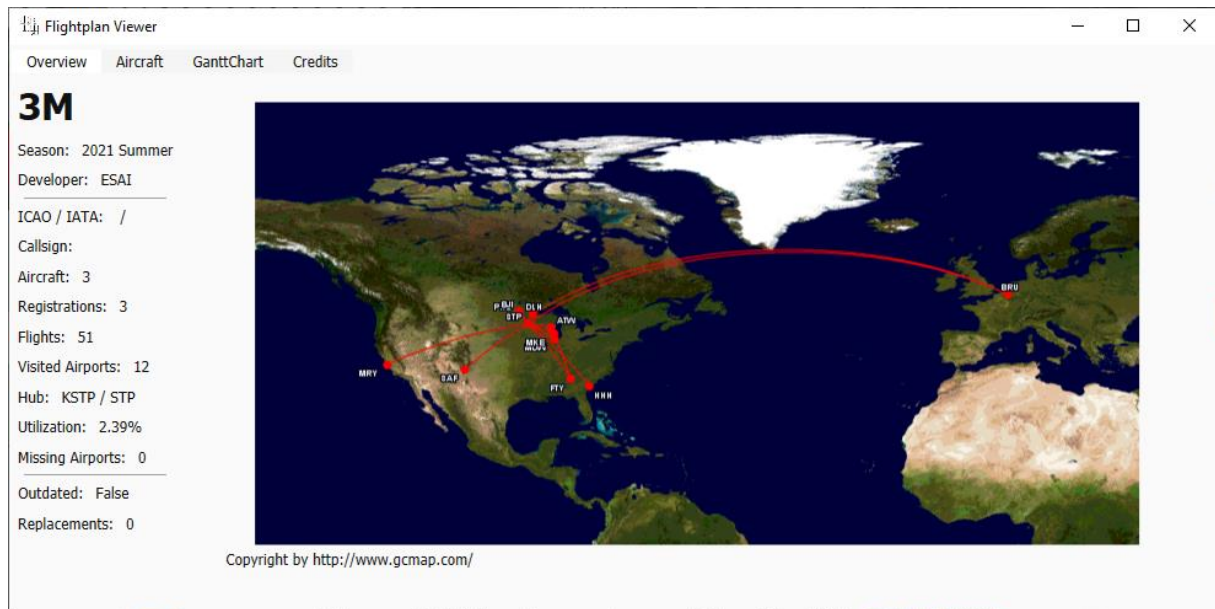 Flightplan Viewer
Overview Aircraft GanttChart Credits
3M
Season: 2021 Summer
Developer: ESAI
ICAO / IATA: /
Callsign:
Aircraft: 3
Registrations: 3
Flights: 51
Visited Airports: 12
Hub: KSTP / STP
Utilization: 2.39%
Missing Airports: 0
Outdated: False
Replacements: 0
BJI DLH
STP ATW
MKE
MRY
SAF
FTY
HHH
BRU
Copyright by http://www.gcmap.com/